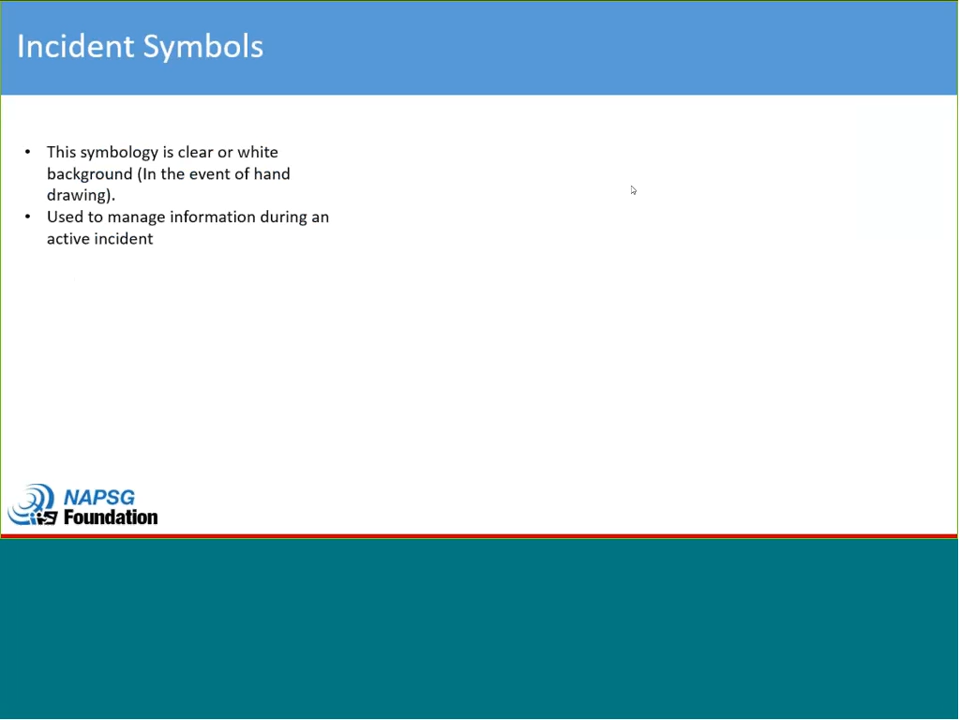 Incident Symbols
• This symbology is clear or white
background (In the event of hand
drawing).
• Used to manage information during an
active incident
NAPSG
Foundation